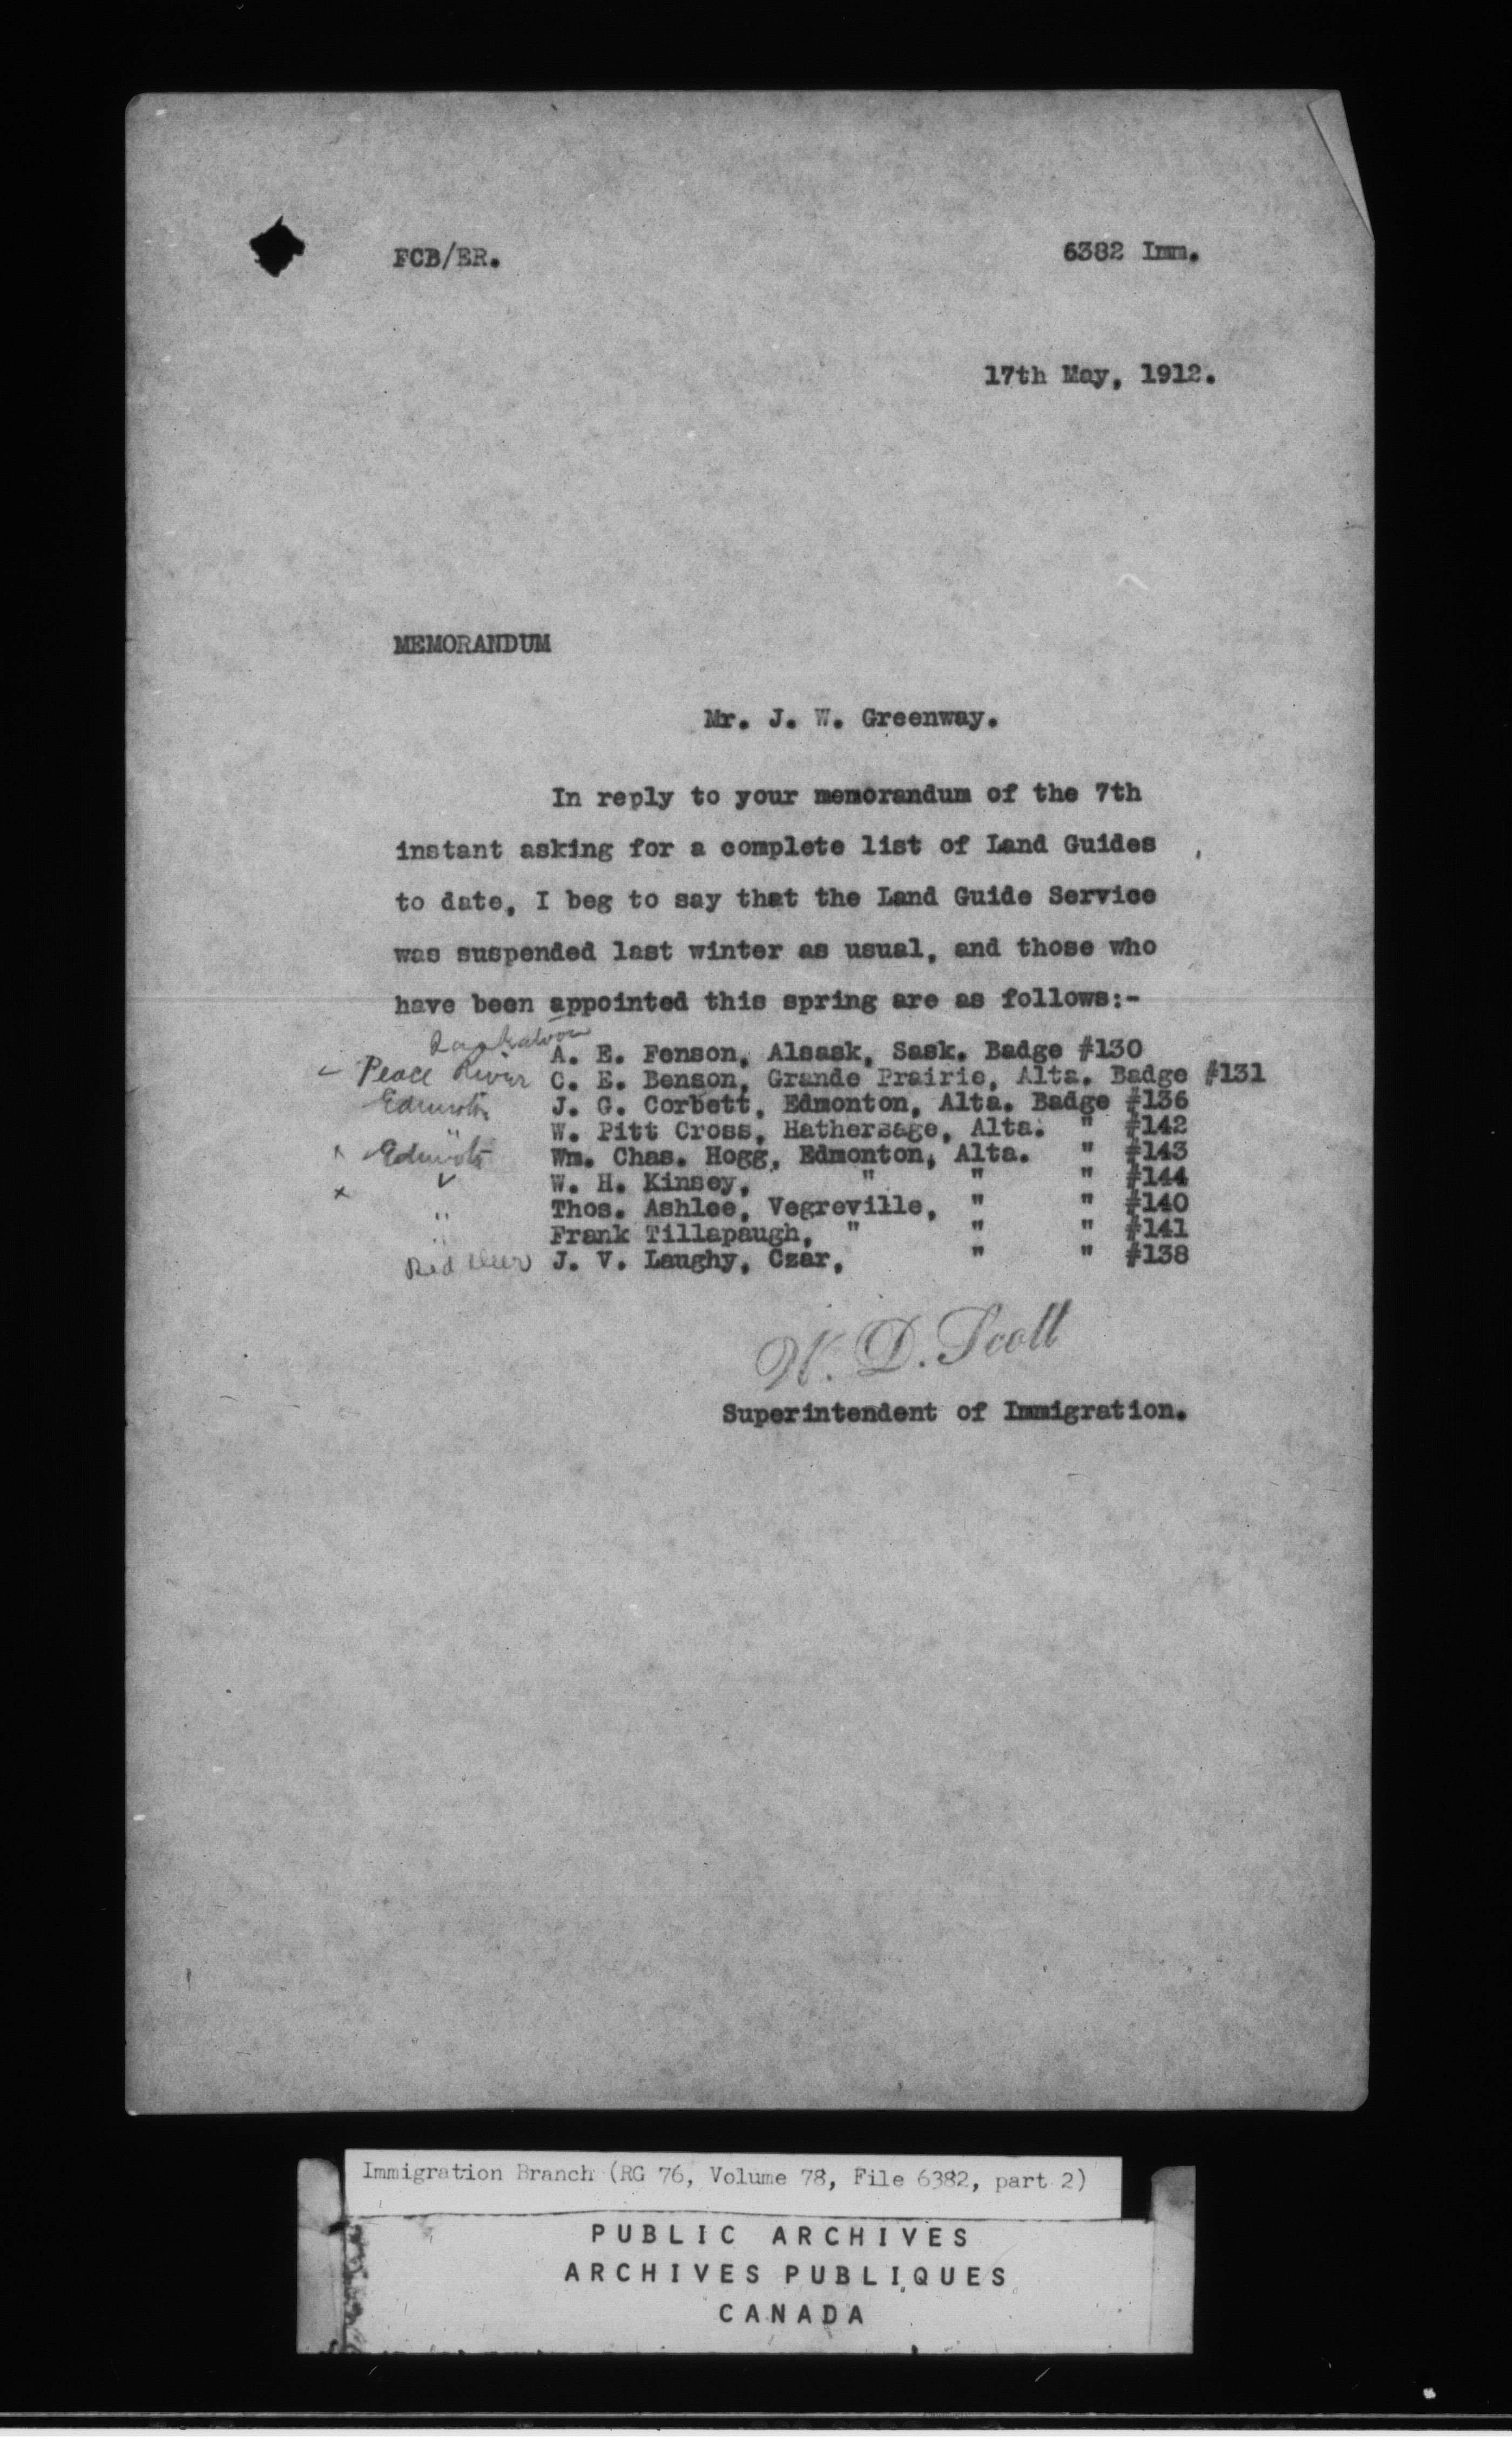 FCB/ER.
6382 Imm.
17th May, 1912.
MEMORANDUM
Mr. J. W. Greenway.
In reply to your memorandum of the 7th
instant asking for a complete list of Land Guides
to date, I beg to say that the Land Guide Service
was suspended last winter as usual, and those who
have been appointed this spring are as follows:-
Saskatoon A. E. Fenson, Alsask, Sask. Badge #130
Peace River C. E. Benson, Grande Prairie, Alta. Badge #131
Edmonton J. G. Corbett, Edmonton, Alta. Badge #136
" W. Pitt Cross, Hathersage, Alta. " #142
x Edmonton Wm. Chas. Hogg, Edmonton, Alta. " #143
x " W. H. Kinsey, " " " #144
" Thos. Ashlee, Vegreville, " " #140
" Frank Tillapaugh, " " " #141
Red Deer J. V. Laughy, Czar, " " #138
W. D. Scott
Superintendent of Immigration.
Immigration Branch (RG 76, Volume 78, File 6382, part 2)
PUBLIC ARCHIVES
ARCHIVES PUBLIQUES
CANADA